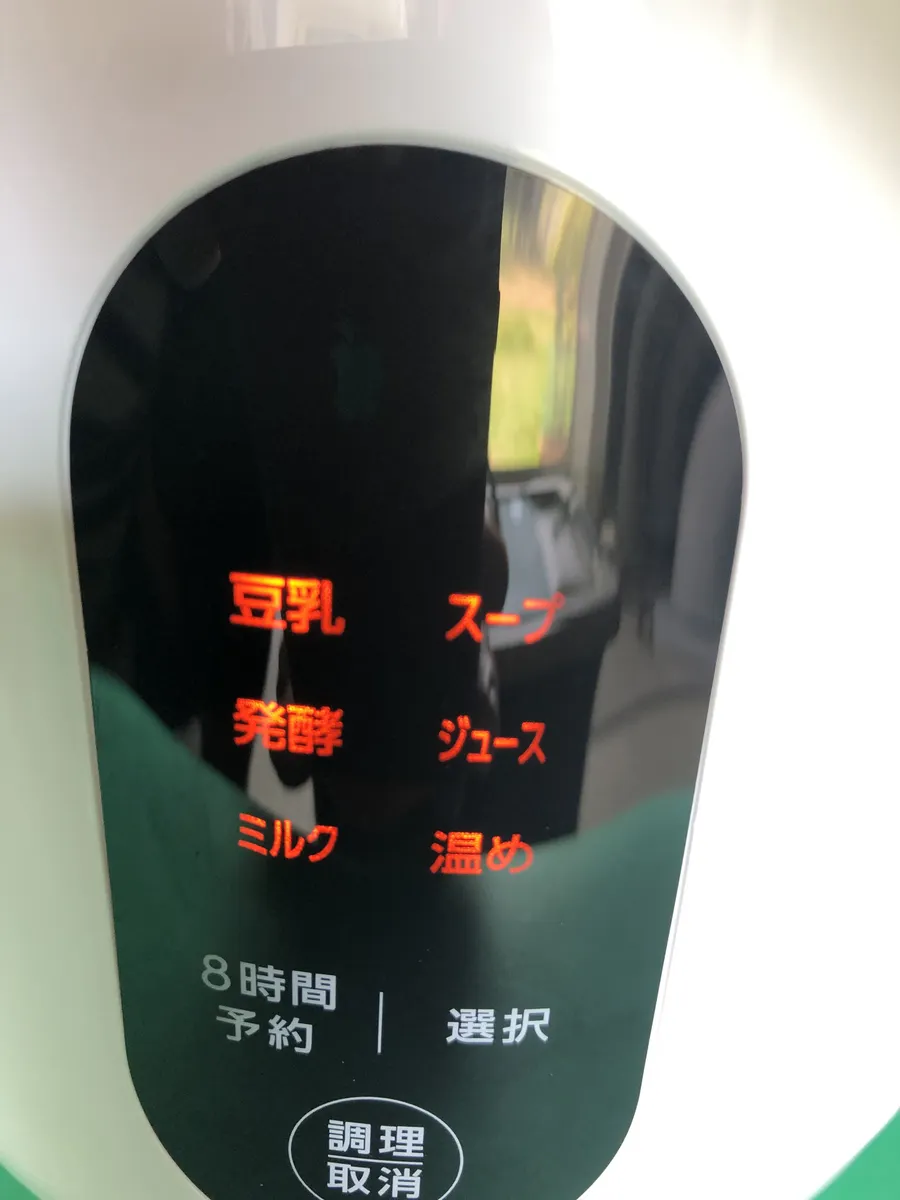 豆乳 スープ
発酵 ジュース
ミルク 温め
8時間
予約
選択
調理
取消